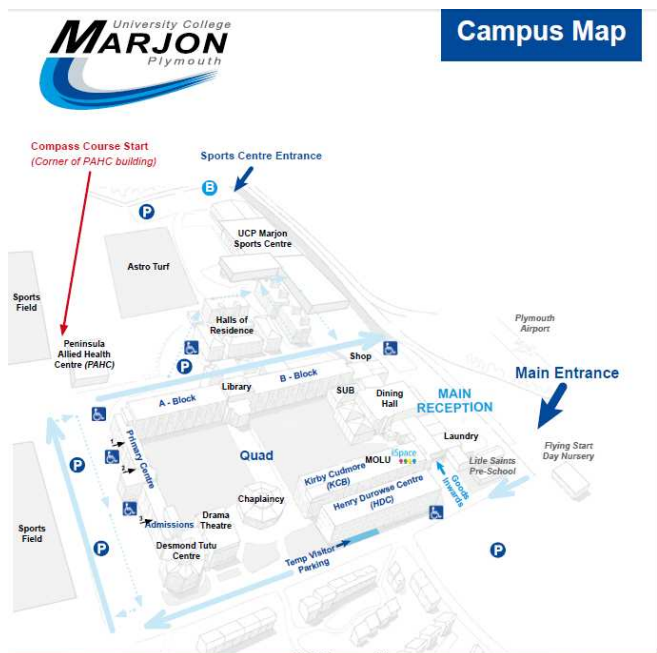 University College
MARJON
Plymouth
Campus Map
Compass Course Start
(Corner of PAHC building)
Sports Centre Entrance
B
P
UCP Marjon
Sports Centre
Astro Turf
Sports
Field
Halls of
Residence
Plymouth
Airport
Peninsula
Allied Health
Centre (PAHC)
P
Shop
Main Entrance
Library
B - Block
A - Block
SUB
Dining
Hall
MAIN
RECEPTION
Laundry
Flying Start
Day Nursery
1
Primary Centre
2
3
P
Quad
iSpace
MOLU
Litle Saints
Pre-School
Kirby Cudmore
(KCB)
Goods
Inwards
Henry Durowse Centre
(HDC)
Chaplaincy
Admissions
Drama
Theatre
Sports
Field
P
Desmond Tutu
Centre
Temp Visitor
Parking
P